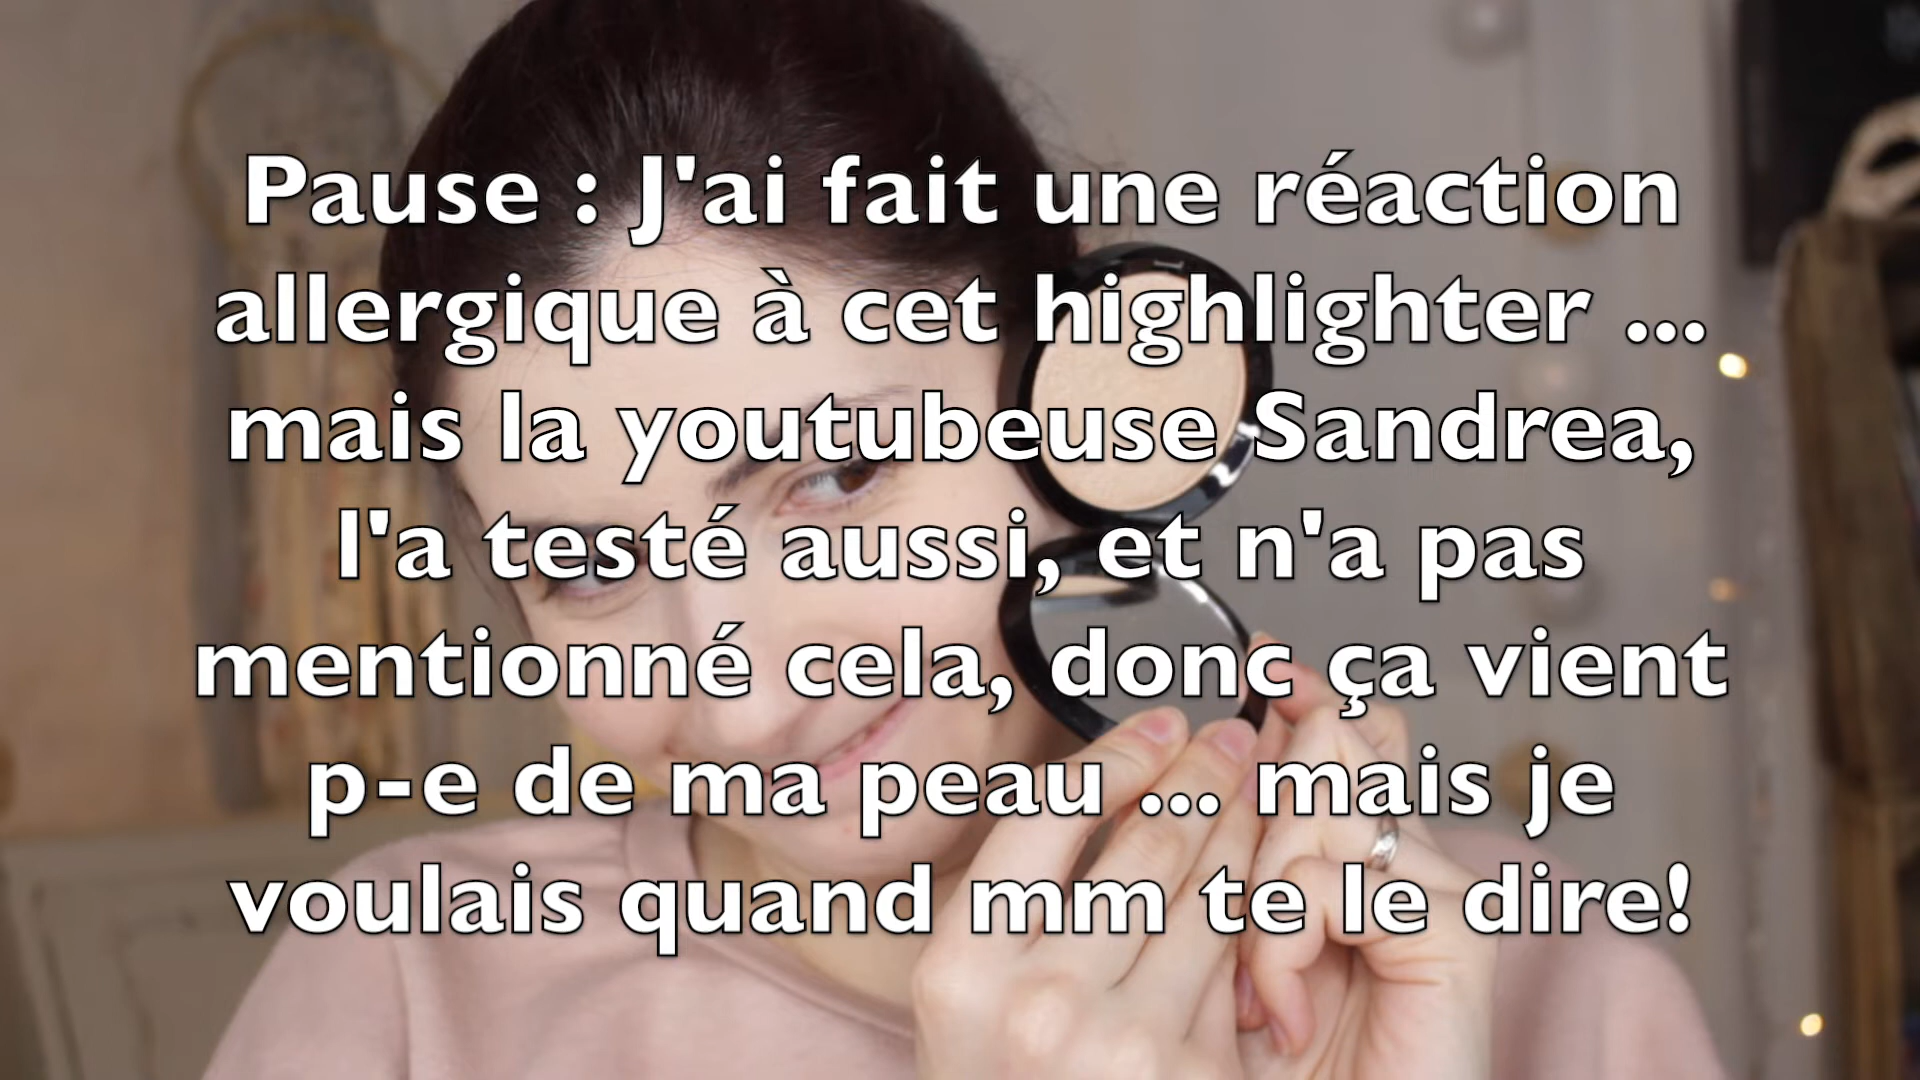 Pause : J'ai fait une réaction
allergique à cet highlighter ...
mais la youtubeuse Sandrea,
l'a testé aussi, et n'a pas
mentionné cela, donc ça vient
p-e de ma peau ... mais je
voulais quand mm te le dire!